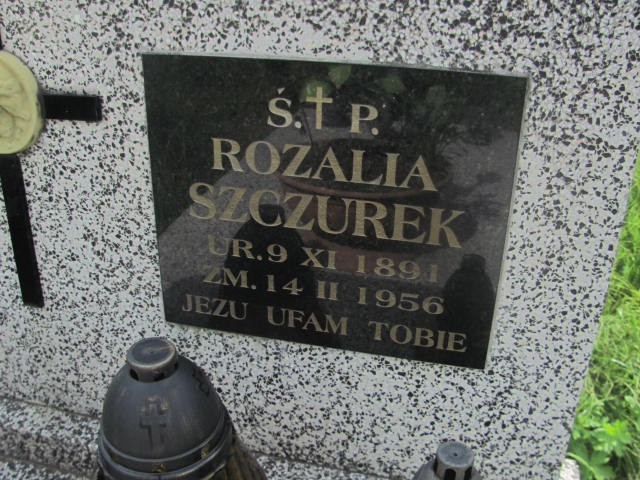 Ś.†P.
ROZALIA
SZCZUREK
UR. 9 XI 1891
ZM. 14 II 1956
JEZU UFAM TOBIE